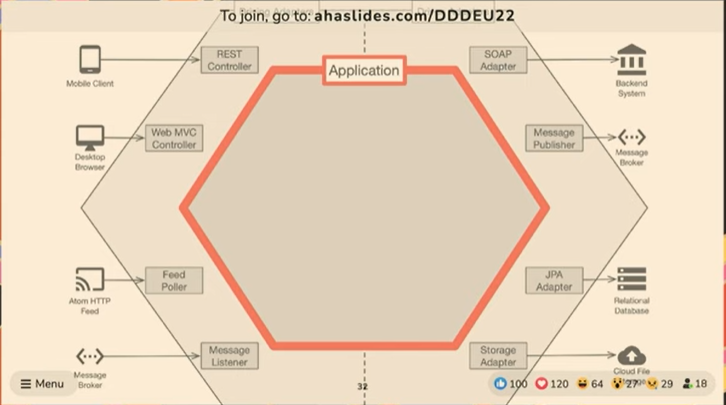 To join, go to: ahaslides.com/DDDEU22
Application
REST
Controller
SOAP
Adapter
Mobile Client
Backend
System
Web MVC
Controller
Message
Publisher
Desktop
Browser
Message
Broker
Feed
Poller
JPA
Adapter
Atom HTTP
Feed
Relational
Database
Message
Listener
Storage
Adapter
Message
Broker
Cloud File
Menu
32
100
120
64
27
29
18